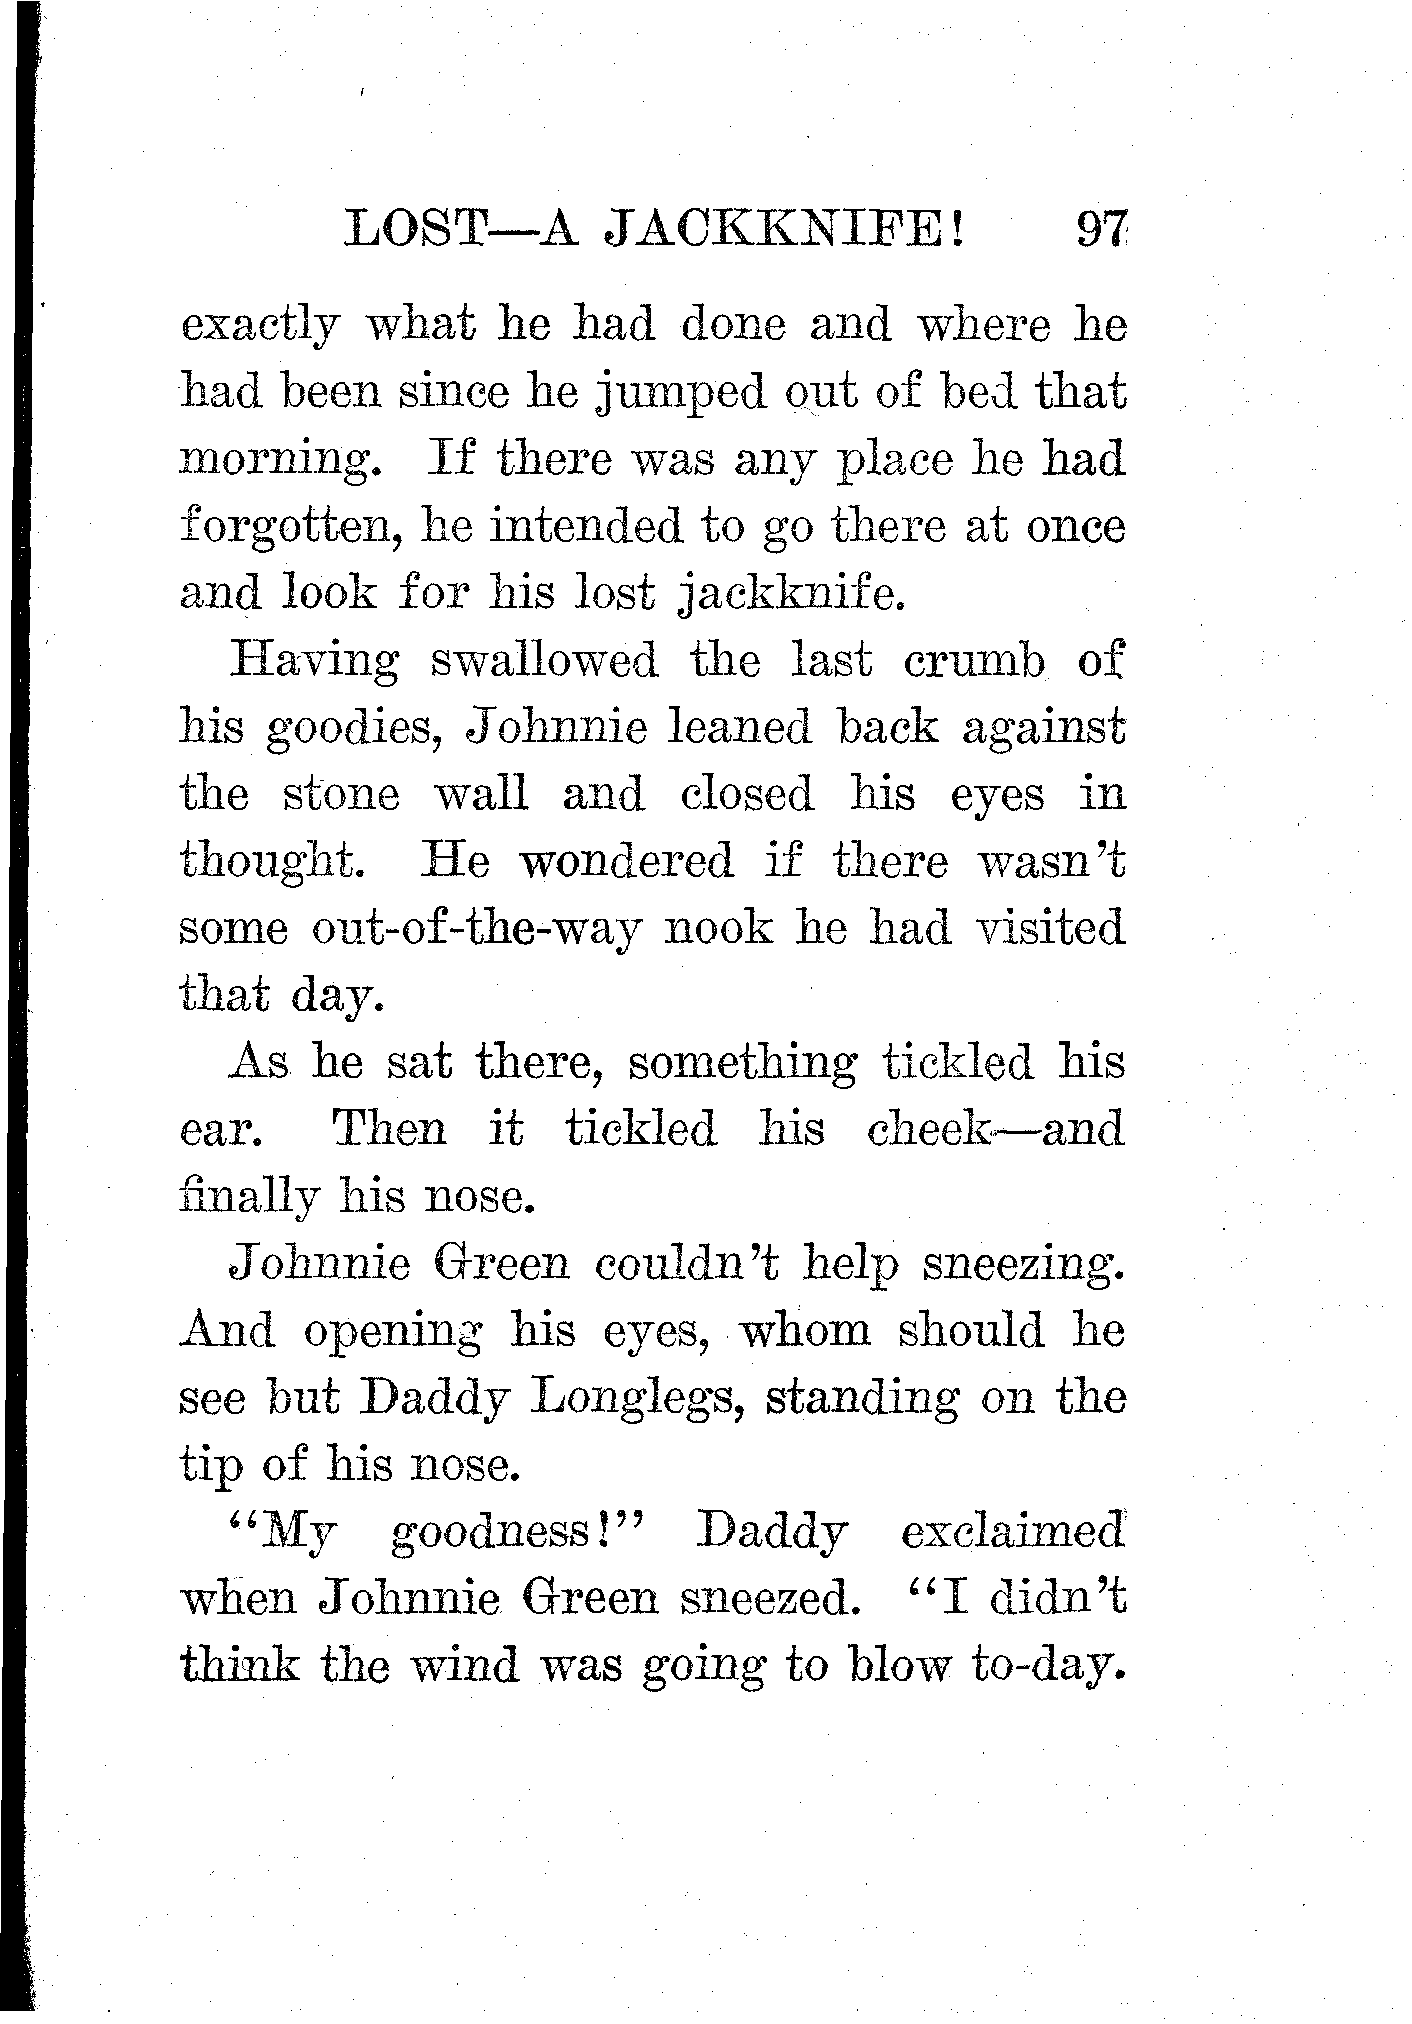 LOST—A JACKKNIFE! 97
exactly what he had done and where he
had been since he jumped out of bed that
morning. If there was any place he had
forgotten, he intended to go there at once
and look for his lost jackknife.
Having swallowed the last crumb of
his goodies, Johnnie leaned back against
the stone wall and closed his eyes in
thought. He wondered if there wasn't
some out-of-the-way nook he had visited
that day.
As he sat there, something tickled his
ear. Then it tickled his cheek—and
finally his nose.
Johnnie Green couldn't help sneezing.
And opening his eyes, whom should he
see but Daddy Longlegs, standing on the
tip of his nose.
"My goodness!" Daddy exclaimed
when Johnnie Green sneezed. "I didn't
think the wind was going to blow to-day.